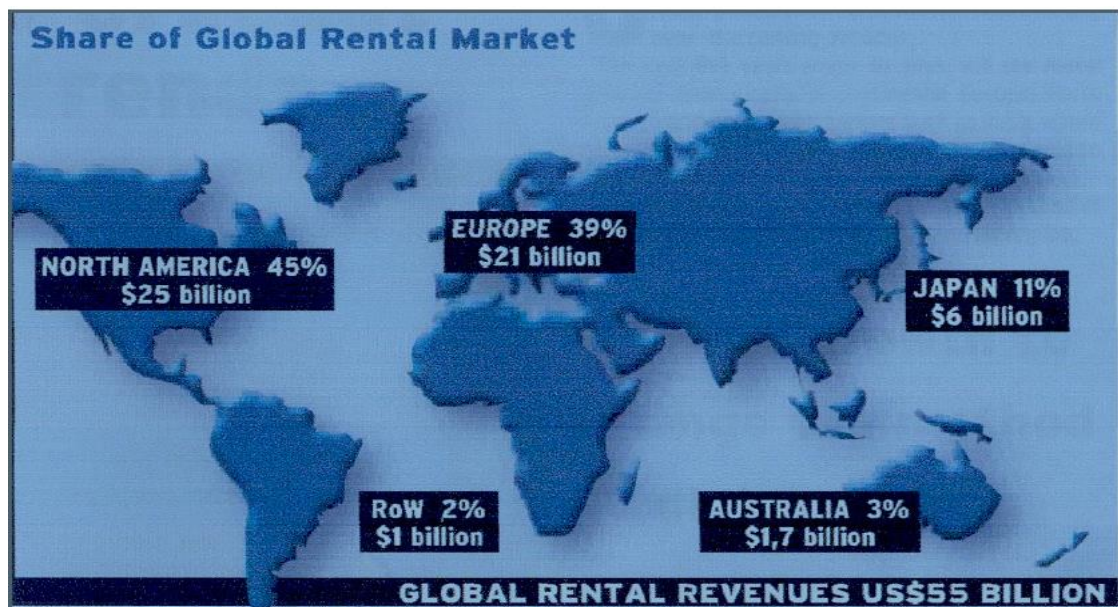 Share of Global Rental Market
EUROPE 39%
$21 billion
NORTH AMERICA 45%
$25 billion
JAPAN 11%
$6 billion
RoW 2%
$1 billion
AUSTRALIA 3%
$1,7 billion
GLOBAL RENTAL REVENUES US$55 BILLION